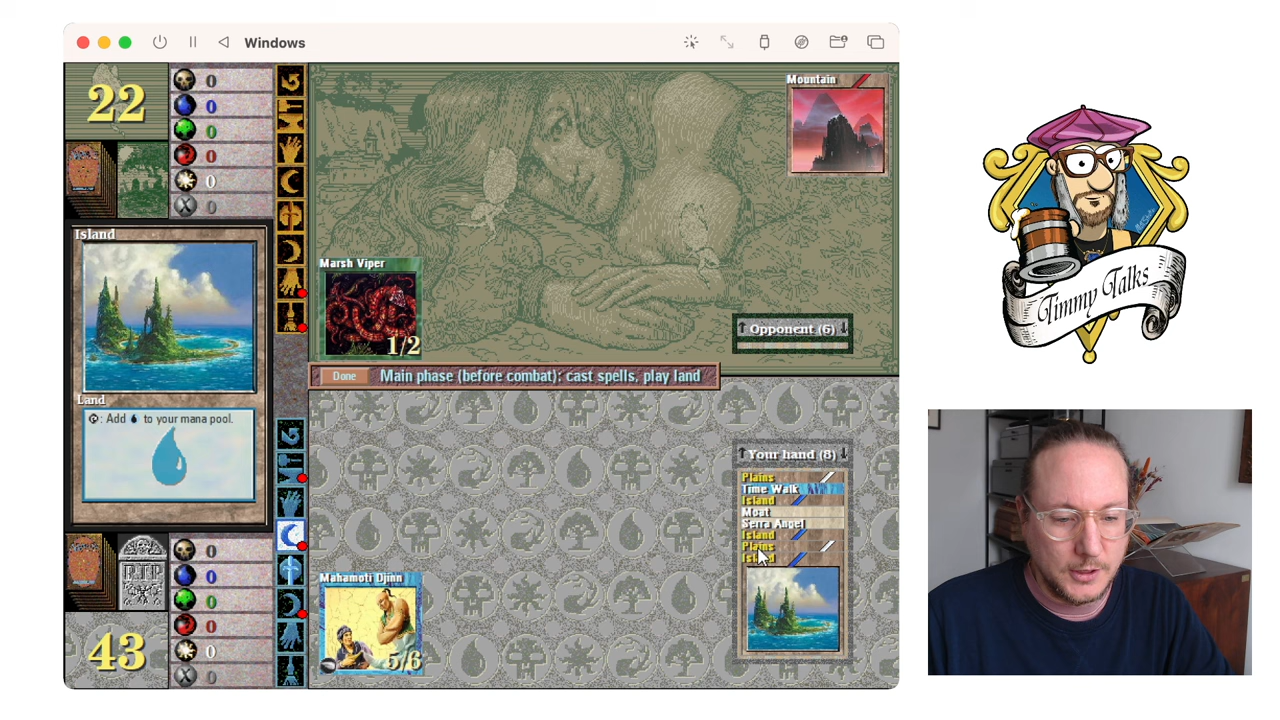 Windows
22
0
0
0
0
0
0
Mountain
Island
Land
: Add to your mana pool.
Marsh Viper
1/2
Opponent (6)
Done
Main phase (before combat): cast spells, play land
Your hand (8)
Plains
Time Walk
Island
Moat
Serra Angel
Island
Plains
Island
Mahamoti Djinn
5/6
RIP
43
0
0
0
0
0
0
Timmy Talks